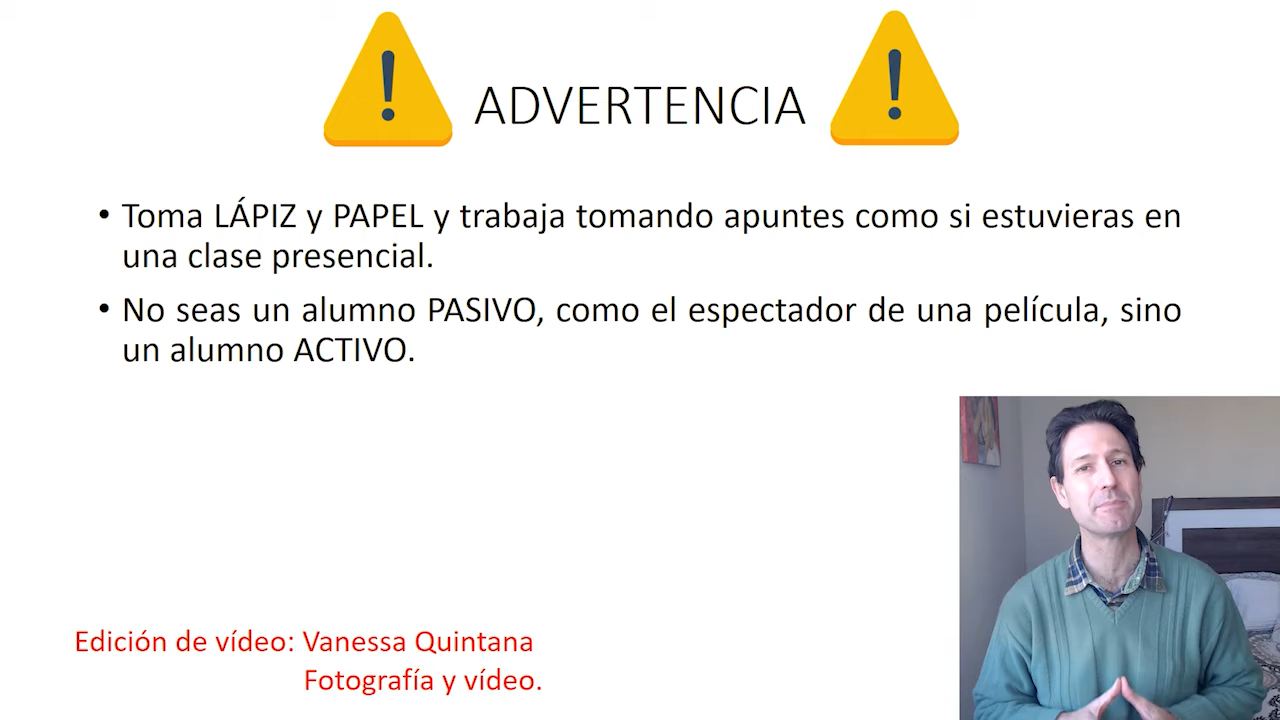 ADVERTENCIA
• Toma LÁPIZ y PAPEL y trabaja tomando apuntes como si estuvieras en
una clase presencial.
• No seas un alumno PASIVO, como el espectador de una película, sino
un alumno ACTIVO.
Edición de vídeo: Vanessa Quintana
Fotografía y vídeo.